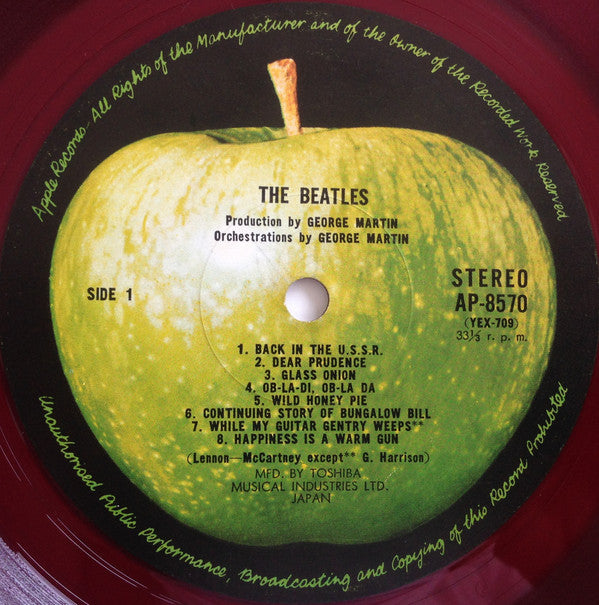 Apple Records - All Rights of the Manufacturer and of the Owner of the Recorded Work Reserved
THE BEATLES
Production by GEORGE MARTIN
Orchestrations by GEORGE MARTIN
SIDE 1
STEREO
AP-8570
(YEX-709)
33⅓ r. p. m.
1. BACK IN THE U.S.S.R.
2. DEAR PRUDENCE
3. GLASS ONION
4. OB-LA-DI, OB-LA DA
5. WILD HONEY PIE
6. CONTINUING STORY OF BUNGALOW BILL
7. WHILE MY GUITAR GENTRY WEEPS**
8. HAPPINESS IS A WARM GUN
(Lennon—McCartney except** G. Harrison)
MFD. BY TOSHIBA
MUSICAL INDUSTRIES LTD.
JAPAN
Unauthorised Public Performance, Broadcasting and Copying of this Record Prohibited